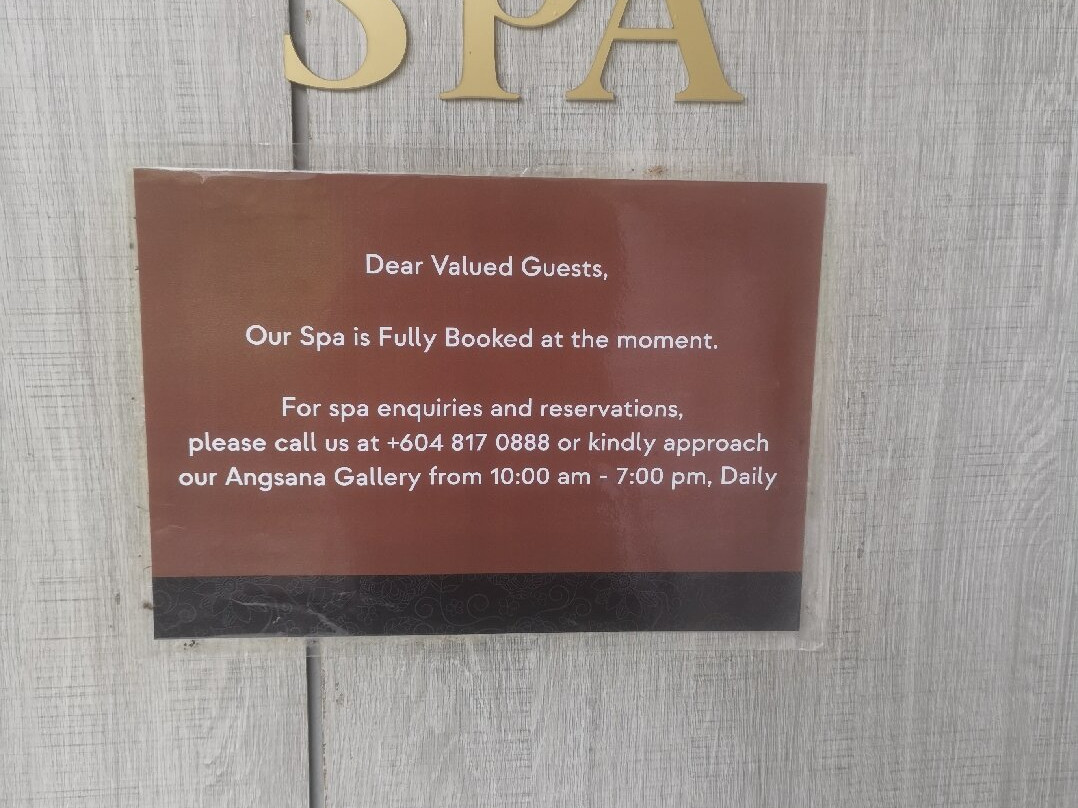 SPA
Dear Valued Guests,
Our Spa is Fully Booked at the moment.
For spa enquiries and reservations,
please call us at +604 817 0888 or kindly approach
our Angsana Gallery from 10:00 am - 7:00 pm, Daily